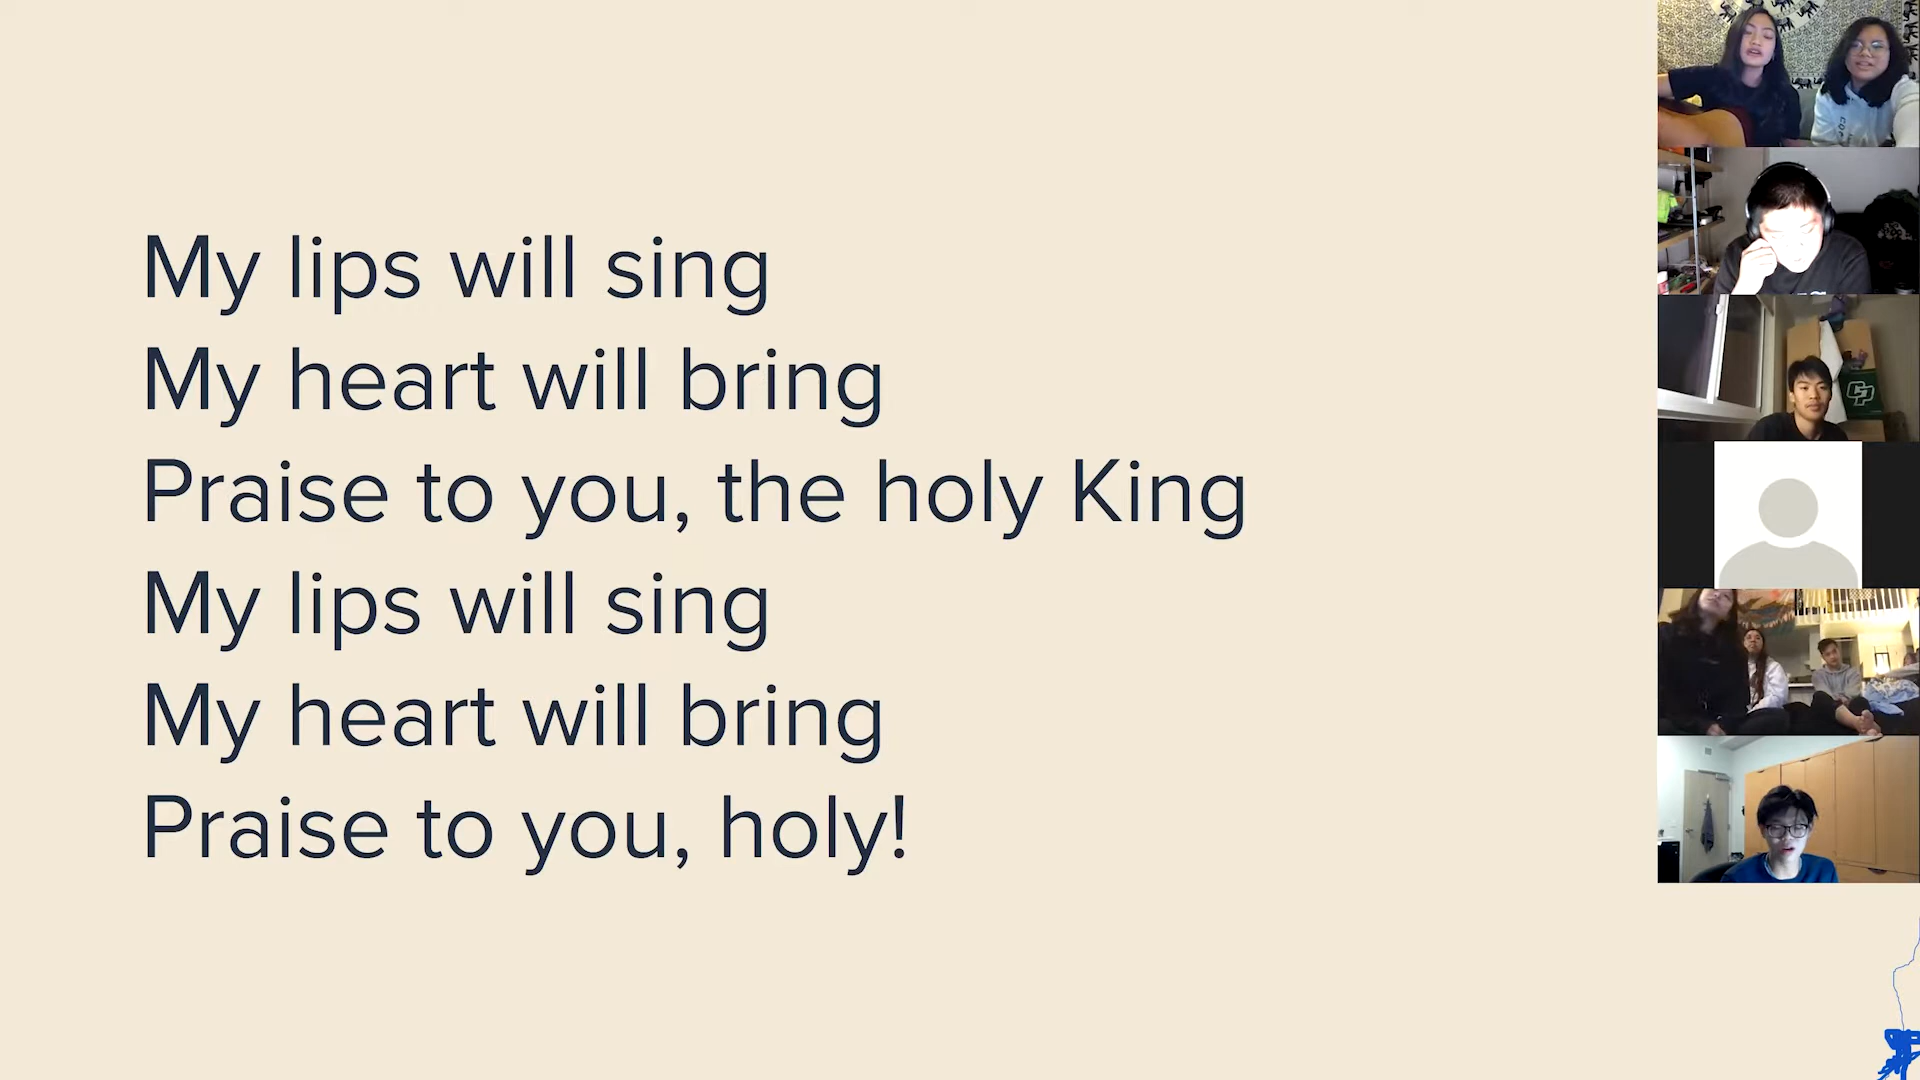 My lips will sing
My heart will bring
Praise to you, the holy King
My lips will sing
My heart will bring
Praise to you, holy!
CP